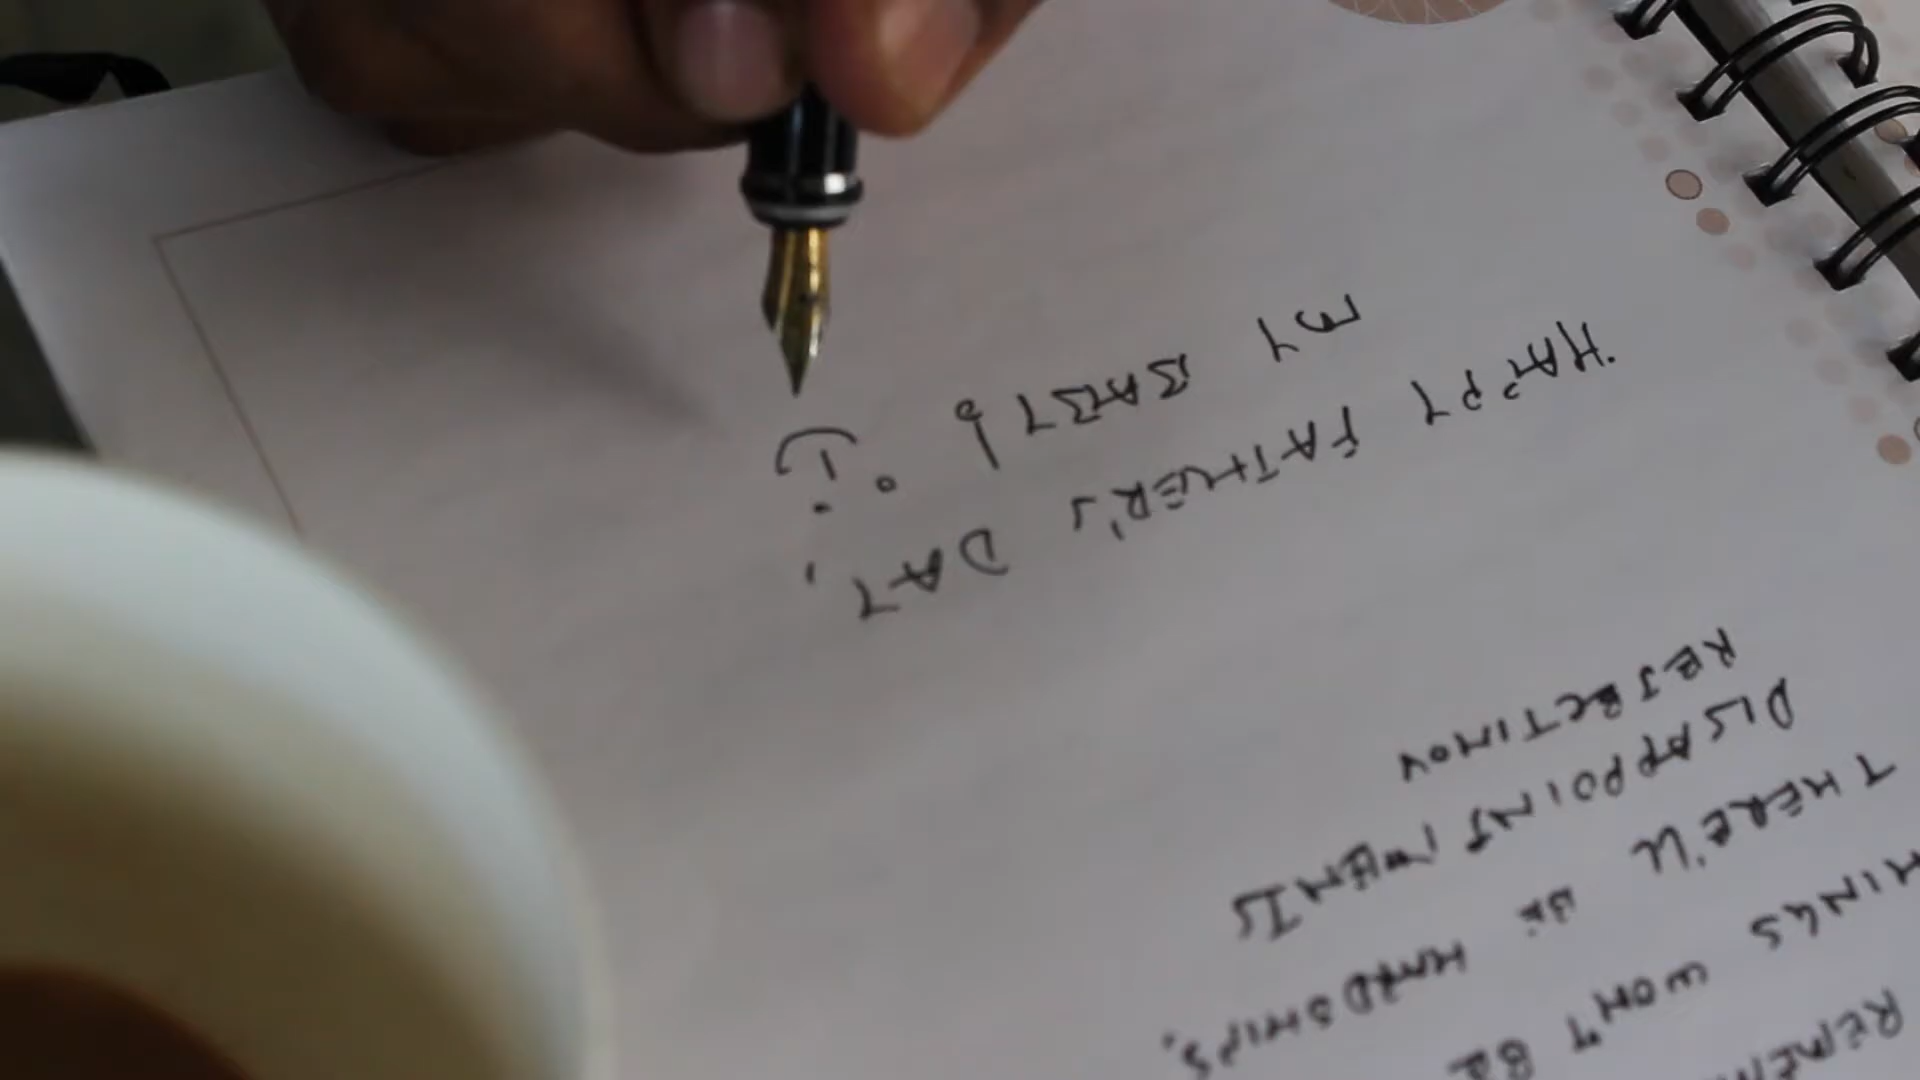 HINGS WON'T BE
THERE'LL BE HARDSHIPS,
DISAPPOINTMENTS
REJECTION
HAPPY FATHER'S DAY,
MY BABY! :)